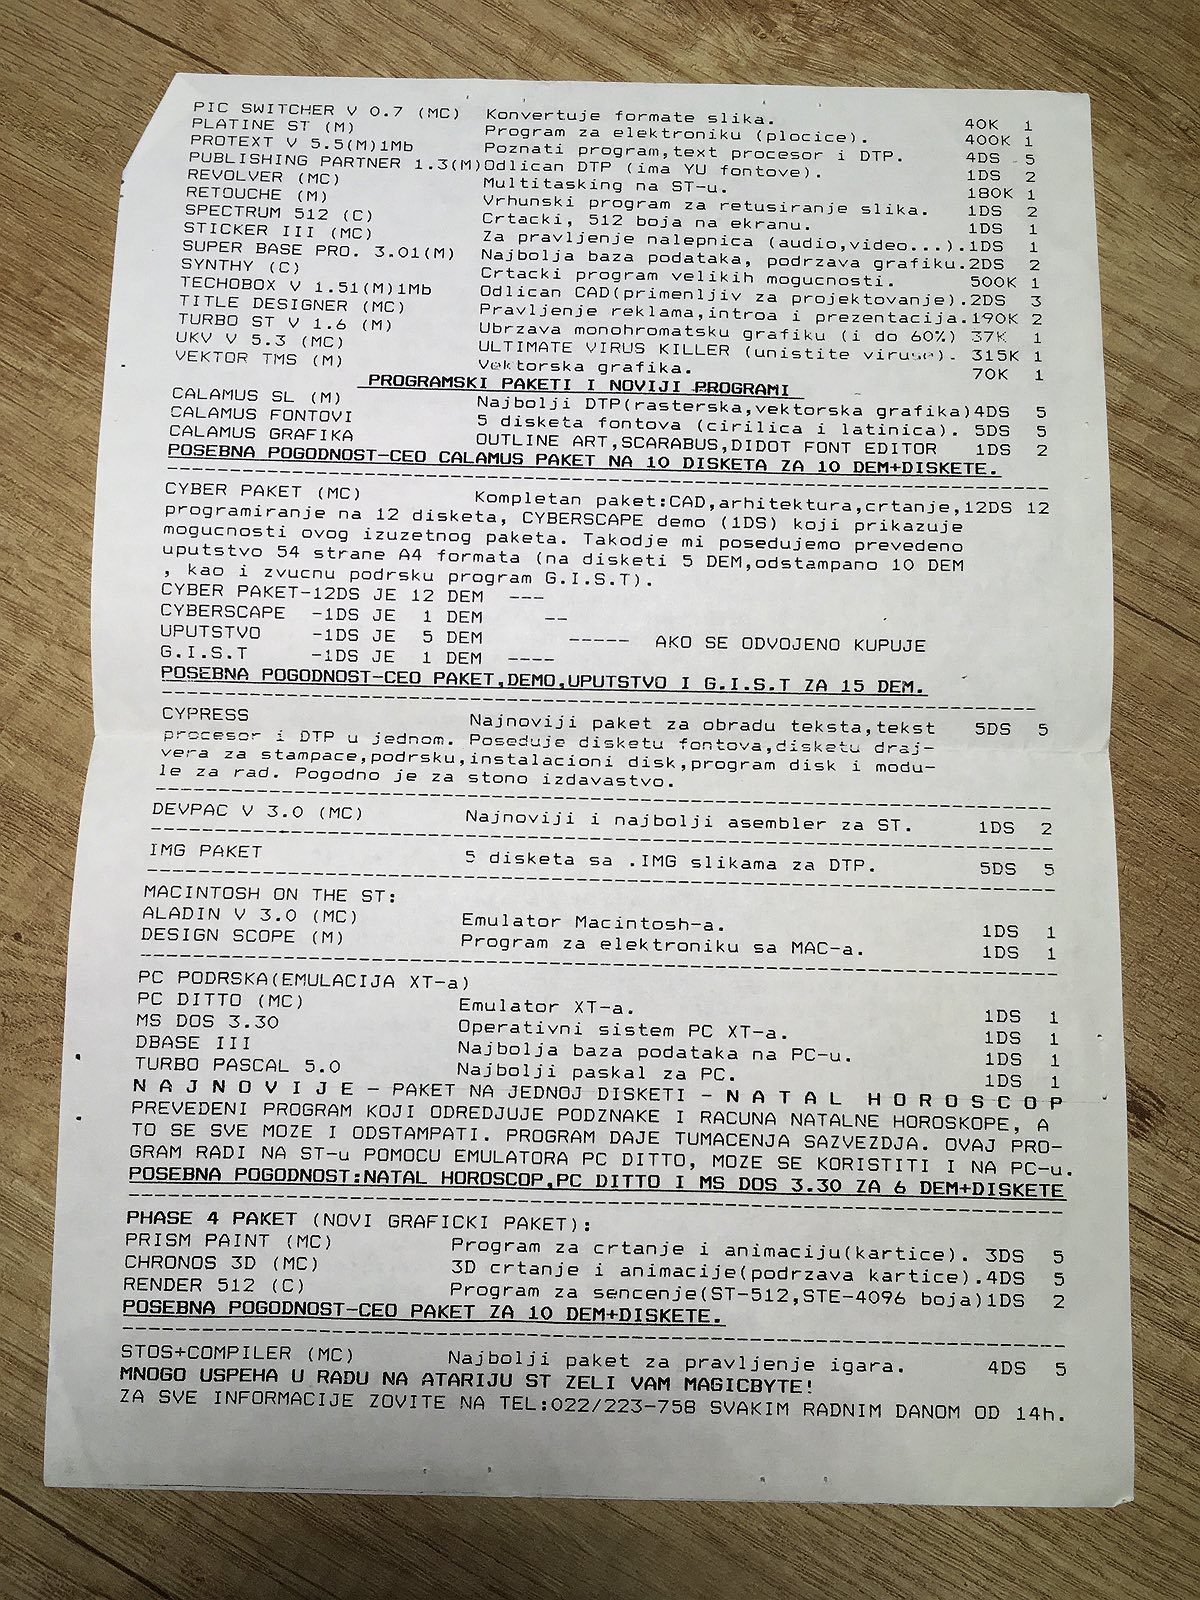 PIC SWITCHER V 0.7 (MC) Konvertuje formate slika. 40K 1
PLATINE ST (M) Program za elektroniku (plocice). 400K 1
PROTEXT V 5.5(M)1Mb Poznati program,text procesor i DTP. 4DS 5
PUBLISHING PARTNER 1.3(M)Odlican DTP (ima YU fontove). 1DS 2
REVOLVER (MC) Multitasking na ST-u. 180K 1
RETOUCHE (M) Vrhunski program za retusiranje slika. 1DS 2
SPECTRUM 512 (C) Crtacki, 512 boja na ekranu. 1DS 1
STICKER III (MC) Za pravljenje nalepnica (audio,video...).1DS 1
SUPER BASE PRO. 3.01(M) Najbolja baza podataka, podrzava grafiku.2DS 2
SYNTHY (C) Crtacki program velikih mogucnosti. 500K 1
TECHOBOX V 1.51(M)1Mb Odlican CAD(primenljiv za projektovanje).2DS 3
TITLE DESIGNER (MC) Pravljenje reklama,introa i prezentacija.190K 2
TURBO ST V 1.6 (M) Ubrzava monohromatsku grafiku (i do 60%) 37K 1
UKV V 5.3 (MC) ULTIMATE VIRUS KILLER (unistite viruse). 315K 1
VEKTOR TMS (M) Vektorska grafika. 70K 1
PROGRAMSKI PAKETI I NOVIJI PROGRAMI
CALAMUS SL (M) Najbolji DTP(rasterska,vektorska grafika)4DS 5
CALAMUS FONTOVI 5 disketa fontova (cirilica i latinica). 5DS 5
CALAMUS GRAFIKA OUTLINE ART,SCARABUS,DIDOT FONT EDITOR 1DS 2
POSEBNA POGODNOST-CEO CALAMUS PAKET NA 10 DISKETA ZA 10 DEM+DISKETE.
CYBER PAKET (MC) Kompletan paket:CAD,arhitektura,crtanje,12DS 12
programiranje na 12 disketa, CYBERSCAPE demo (1DS) koji prikazuje
mogucnosti ovog izuzetnog paketa. Takodje mi posedujemo prevedeno
uputstvo 54 strane A4 formata (na disketi 5 DEM,odstampano 10 DEM
, kao i zvucnu podrsku program G.I.S.T).
CYBER PAKET-12DS JE 12 DEM ---
CYBERSCAPE -1DS JE 1 DEM --
UPUTSTVO -1DS JE 5 DEM ----- AKO SE ODVOJENO KUPUJE
G.I.S.T -1DS JE 1 DEM ----
POSEBNA POGODNOST-CEO PAKET,DEMO,UPUTSTVO I G.I.S.T ZA 15 DEM.
CYPRESS Najnoviji paket za obradu teksta,tekst 5DS 5
procesor i DTP u jednom. Poseduje disketu fontova,disketu draj-
vera za stampace,podrsku,instalacioni disk,program disk i modu-
le za rad. Pogodno je za stono izdavastvo.
DEVPAC V 3.0 (MC) Najnoviji i najbolji asembler za ST. 1DS 2
IMG PAKET 5 disketa sa .IMG slikama za DTP. 5DS 5
MACINTOSH ON THE ST:
ALADIN V 3.0 (MC) Emulator Macintosh-a. 1DS 1
DESIGN SCOPE (M) Program za elektroniku sa MAC-a. 1DS 1
PC PODRSKA(EMULACIJA XT-a)
PC DITTO (MC) Emulator XT-a. 1DS 1
MS DOS 3.30 Operativni sistem PC XT-a. 1DS 1
DBASE III Najbolja baza podataka na PC-u. 1DS 1
TURBO PASCAL 5.0 Najbolji paskal za PC. 1DS 1
N A J N O V I J E - PAKET NA JEDNOJ DISKETI - N A T A L H O R O S C O P
PREVEDENI PROGRAM KOJI ODREDJUJE PODZNAKE I RACUNA NATALNE HOROSKOPE, A
TO SE SVE MOZE I ODSTAMPATI. PROGRAM DAJE TUMACENJA SAZVEZDJA. OVAJ PRO-
GRAM RADI NA ST-u POMOCU EMULATORA PC DITTO, MOZE SE KORISTITI I NA PC-u.
POSEBNA POGODNOST:NATAL HOROSCOP,PC DITTO I MS DOS 3.30 ZA 6 DEM+DISKETE
PHASE 4 PAKET (NOVI GRAFICKI PAKET):
PRISM PAINT (MC) Program za crtanje i animaciju(kartice). 3DS 5
CHRONOS 3D (MC) 3D crtanje i animacije(podrzava kartice).4DS 5
RENDER 512 (C) Program za sencenje(ST-512,STE-4096 boja)1DS 2
POSEBNA POGODNOST-CEO PAKET ZA 10 DEM+DISKETE.
STOS+COMPILER (MC) Najbolji paket za pravljenje igara. 4DS 5
MNOGO USPEHA U RADU NA ATARIJU ST ZELI VAM MAGICBYTE!
ZA SVE INFORMACIJE ZOVITE NA TEL:022/223-758 SVAKIM RADNIM DANOM OD 14h.